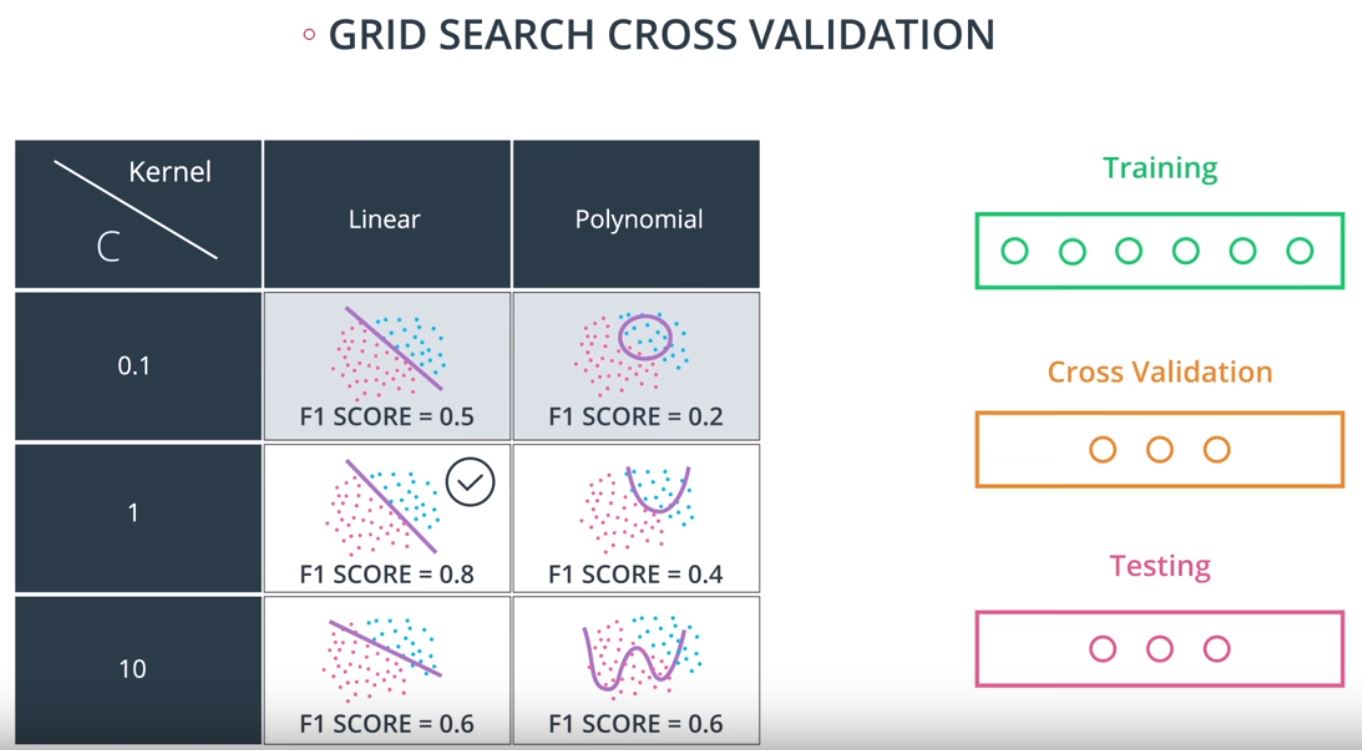 GRID SEARCH CROSS VALIDATION
Kernel
C
Linear
Polynomial
0.1
F1 SCORE = 0.5
F1 SCORE = 0.2
1
F1 SCORE = 0.8
F1 SCORE = 0.4
10
F1 SCORE = 0.6
F1 SCORE = 0.6
Training
Cross Validation
Testing